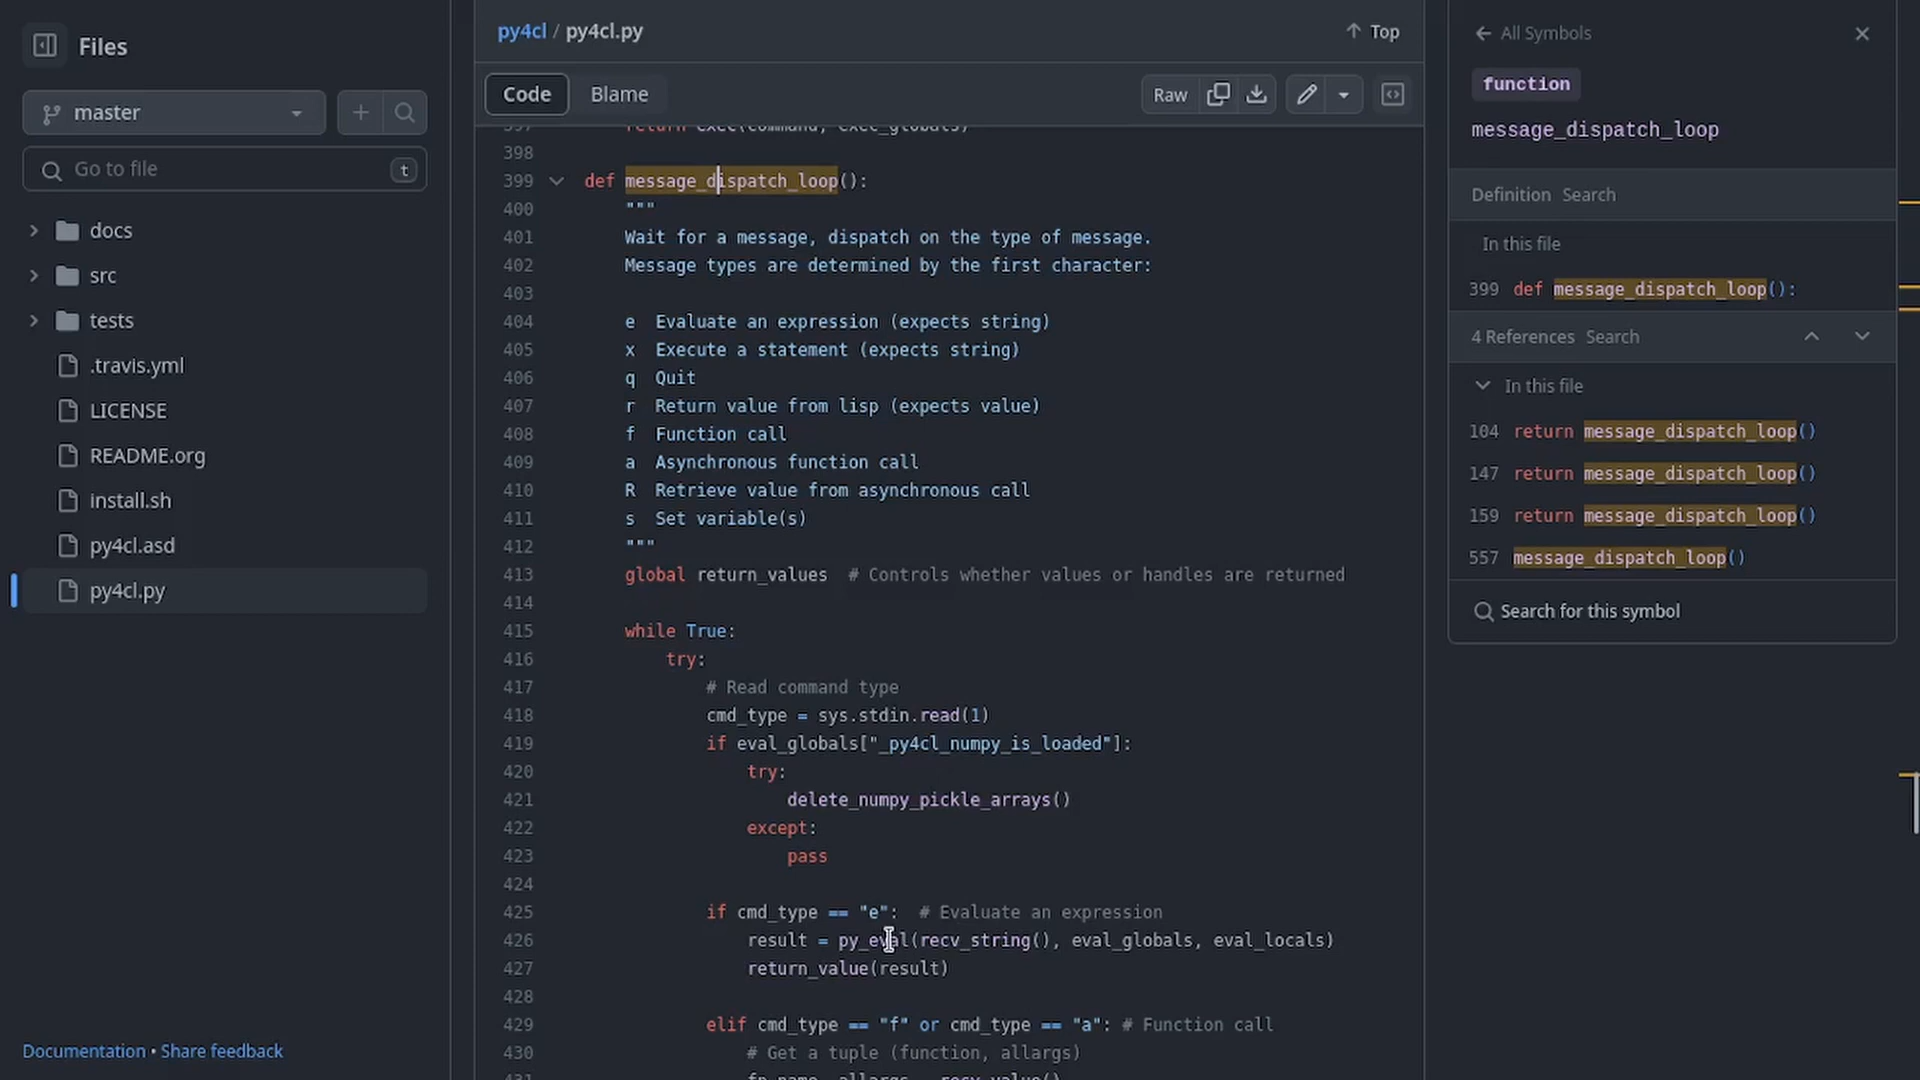 Files
master
Go to file
t
docs
src
tests
.travis.yml
LICENSE
README.org
install.sh
py4cl.asd
py4cl.py
Documentation • Share feedback
py4cl / py4cl.py
Top
Code
Blame
Raw
397 return exec(command, exec_globals)
398
399 def message_dispatch_loop():
400 """
401 Wait for a message, dispatch on the type of message.
402 Message types are determined by the first character:
403
404 e  Evaluate an expression (expects string)
405 x  Execute a statement (expects string)
406 q  Quit
407 r  Return value from lisp (expects value)
408 f  Function call
409 a  Asynchronous function call
410 R  Retrieve value from asynchronous call
411 s  Set variable(s)
412 """
413 global return_values  # Controls whether values or handles are returned
414
415 while True:
416 try:
417 # Read command type
418 cmd_type = sys.stdin.read(1)
419 if eval_globals["_py4cl_numpy_is_loaded"]:
420 try:
421 delete_numpy_pickle_arrays()
422 except:
423 pass
424
425 if cmd_type == "e":  # Evaluate an expression
426 result = py_eval(recv_string(), eval_globals, eval_locals)
427 return_value(result)
428
429 elif cmd_type == "f" or cmd_type == "a": # Function call
430 # Get a tuple (function, allargs)
431 fn_name, allargs = recv_value()
All Symbols
function
message_dispatch_loop
Definition Search
In this file
399 def message_dispatch_loop():
4 References Search
In this file
104 return message_dispatch_loop()
147 return message_dispatch_loop()
159 return message_dispatch_loop()
557 message_dispatch_loop()
Search for this symbol